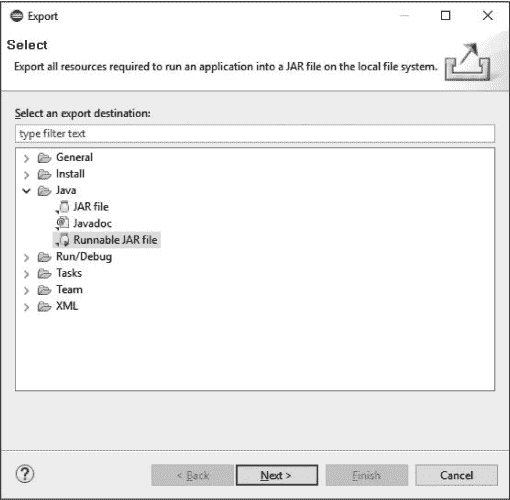 Export
Select
Export all resources required to run an application into a JAR file on the local file system.
Select an export destination:
type filter text
General
Install
Java
JAR file
Javadoc
Runnable JAR file
Run/Debug
Tasks
Team
XML
?
< Back
Next >
Finish
Cancel